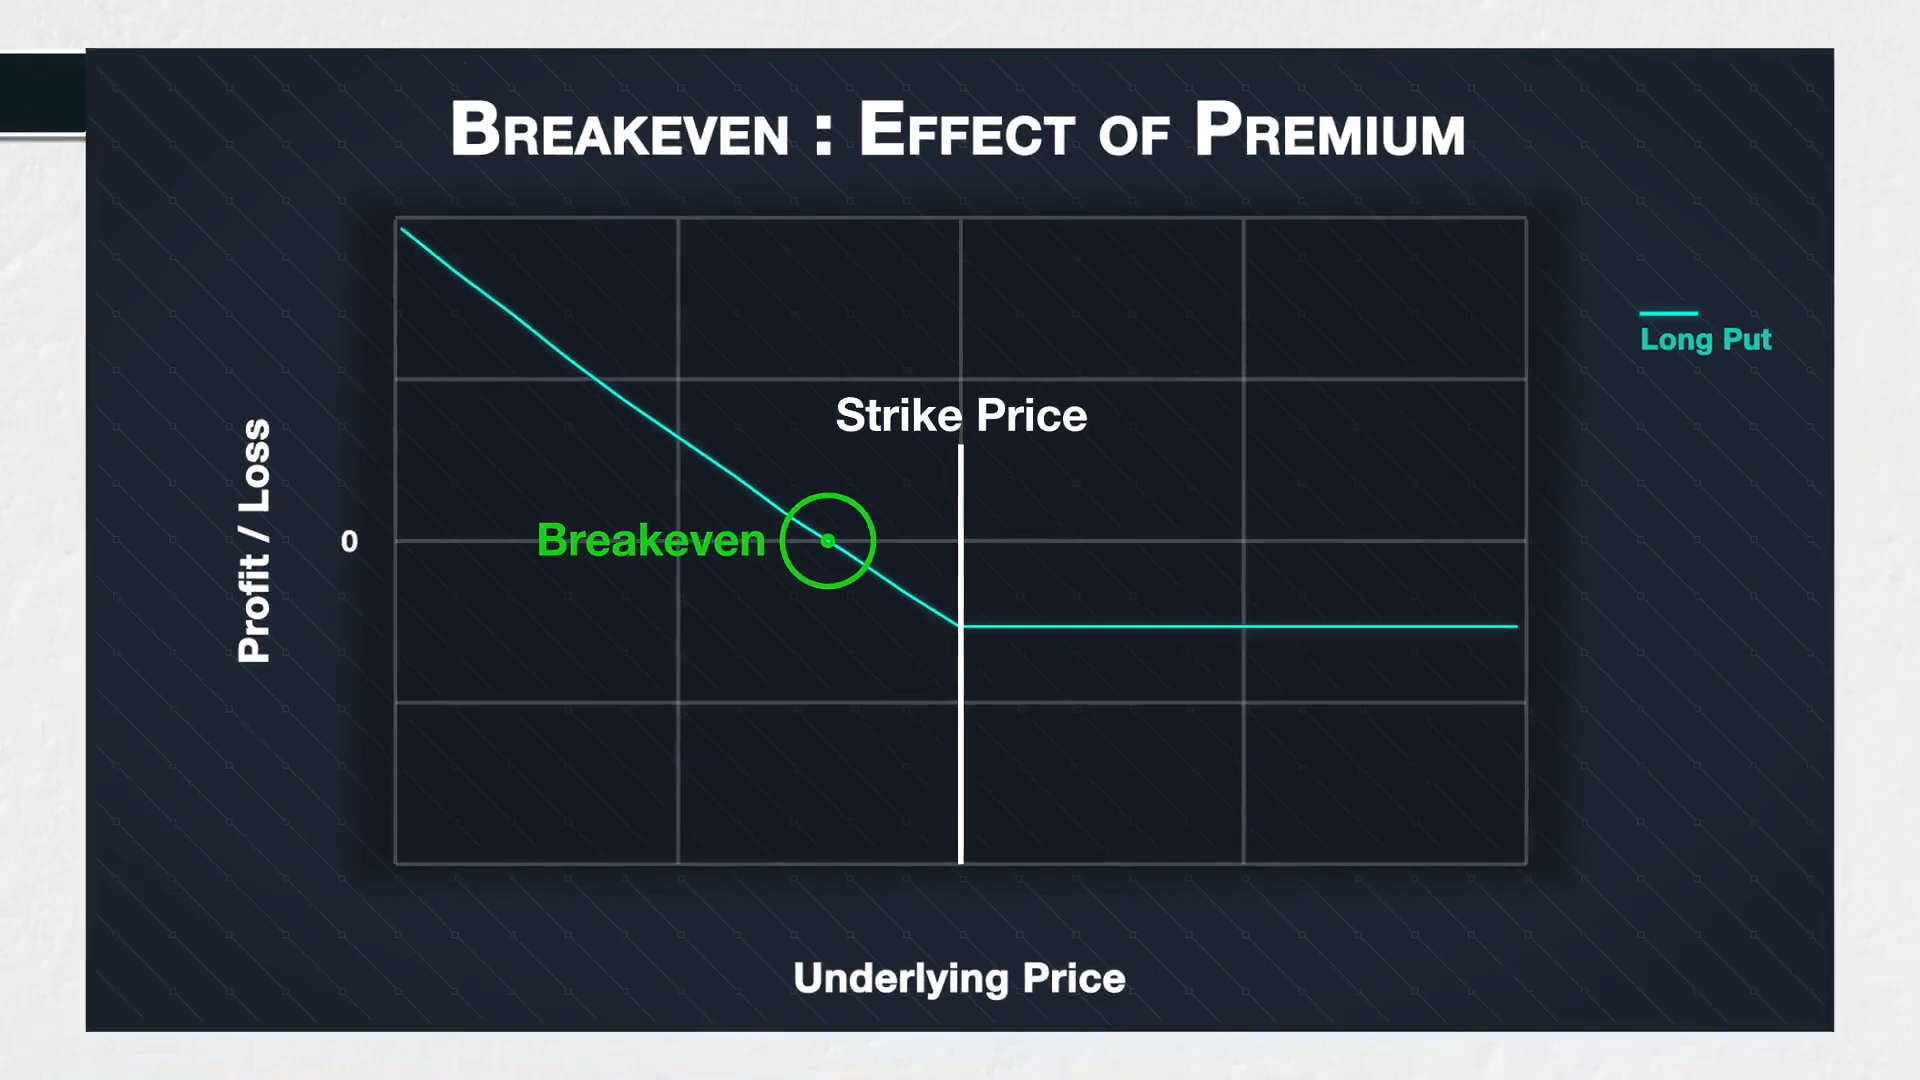 Breakeven : Effect of Premium
Long Put
Strike Price
Breakeven
0
Profit / Loss
Underlying Price